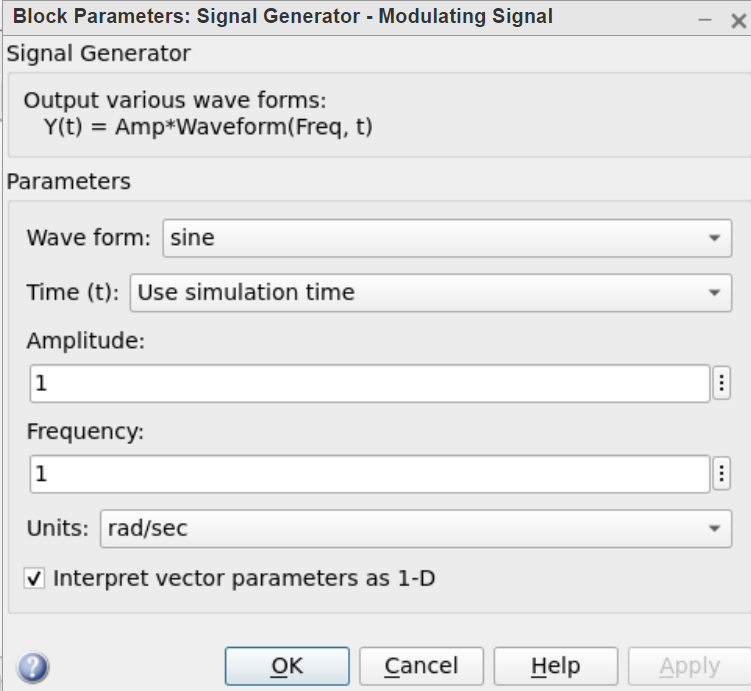 Block Parameters: Signal Generator - Modulating Signal
Signal Generator
Output various wave forms:
Y(t) = Amp*Waveform(Freq, t)
Parameters
Wave form: sine
Time (t): Use simulation time
Amplitude:
1
Frequency:
1
Units: rad/sec
Interpret vector parameters as 1-D
? OK Cancel Help Apply